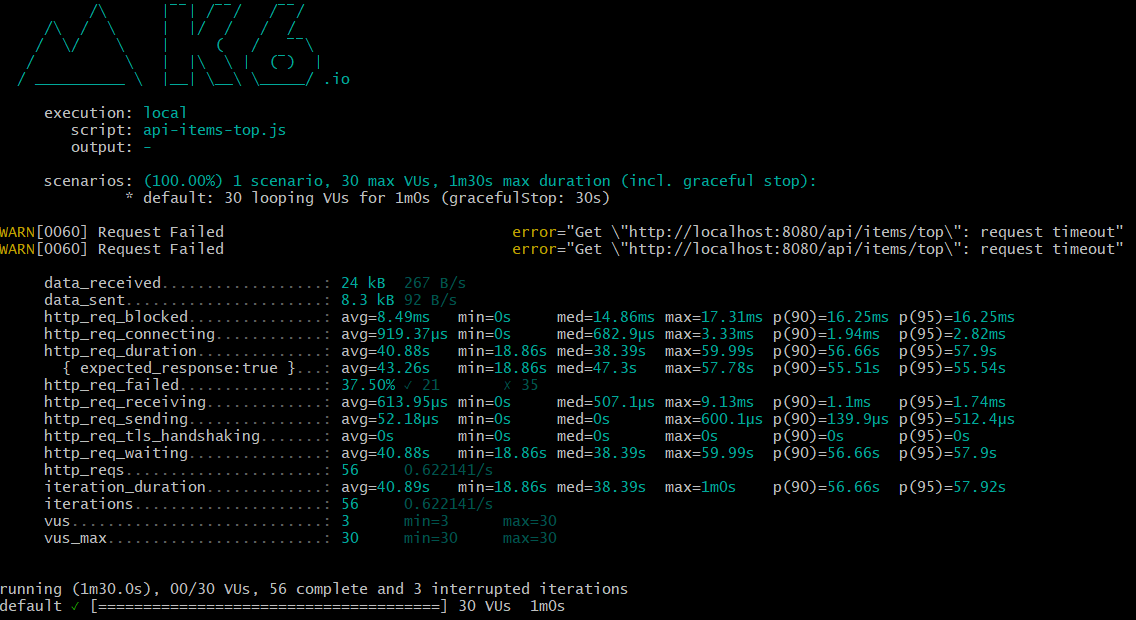 .io
execution: local
script: api-items-top.js
output: -
scenarios: (100.00%) 1 scenario, 30 max VUs, 1m30s max duration (incl. graceful stop):
* default: 30 looping VUs for 1m0s (gracefulStop: 30s)
WARN[0060] Request Failed error="Get \"http://localhost:8080/api/items/top\": request timeout"
WARN[0060] Request Failed error="Get \"http://localhost:8080/api/items/top\": request timeout"
data_received..................: 24 kB 267 B/s
data_sent......................: 8.3 kB 92 B/s
http_req_blocked...............: avg=8.49ms min=0s med=14.86ms max=17.31ms p(90)=16.25ms p(95)=16.25ms
http_req_connecting............: avg=919.37µs min=0s med=682.9µs max=3.33ms p(90)=1.94ms p(95)=2.82ms
http_req_duration..............: avg=40.88s min=18.86s med=38.39s max=59.99s p(90)=56.66s p(95)=57.9s
{ expected_response:true }...: avg=43.26s min=18.86s med=47.3s max=57.78s p(90)=55.51s p(95)=55.54s
http_req_failed................: 37.50% ✓ 21 ✗ 35
http_req_receiving.............: avg=613.95µs min=0s med=507.1µs max=9.13ms p(90)=1.1ms p(95)=1.74ms
http_req_sending...............: avg=52.18µs min=0s med=0s max=600.1µs p(90)=139.9µs p(95)=512.4µs
http_req_tls_handshaking.......: avg=0s min=0s med=0s max=0s p(90)=0s p(95)=0s
http_req_waiting...............: avg=40.88s min=18.86s med=38.39s max=59.99s p(90)=56.66s p(95)=57.9s
http_reqs......................: 56 0.622141/s
iteration_duration.............: avg=40.89s min=18.86s med=38.39s max=1m0s p(90)=56.66s p(95)=57.92s
iterations.....................: 56 0.622141/s
vus............................: 3 min=3 max=30
vus_max........................: 30 min=30 max=30
running (1m30.0s), 00/30 VUs, 56 complete and 3 interrupted iterations
default ✓ [======================================] 30 VUs 1m0s